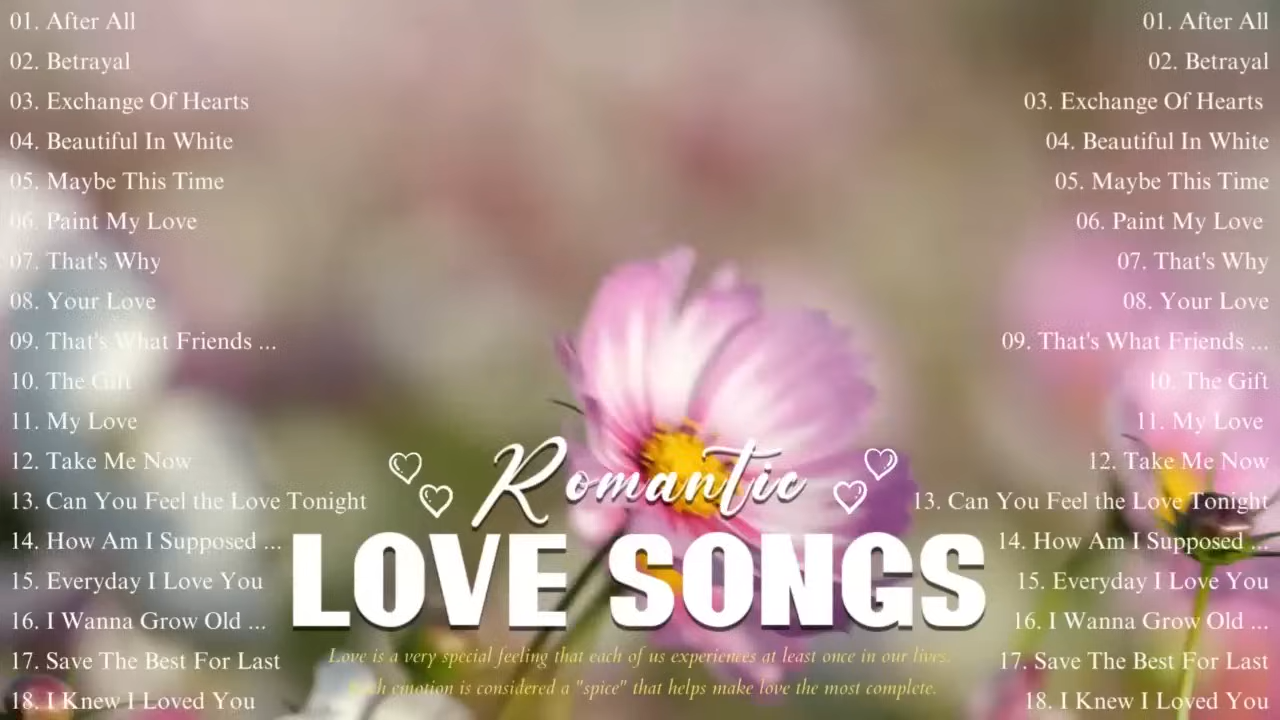 01. After All
02. Betrayal
03. Exchange Of Hearts
04. Beautiful In White
05. Maybe This Time
06. Paint My Love
07. That's Why
08. Your Love
09. That's What Friends ...
10. The Gift
11. My Love
12. Take Me Now
13. Can You Feel the Love Tonight
14. How Am I Supposed ...
15. Everyday I Love You
16. I Wanna Grow Old ...
17. Save The Best For Last
18. I Knew I Loved You
Romantic
LOVE SONGS
Love is a very special feeling that each of us experiences at least once in our lives.
Each emotion is considered a "spice" that helps make love the most complete.
01. After All
02. Betrayal
03. Exchange Of Hearts
04. Beautiful In White
05. Maybe This Time
06. Paint My Love
07. That's Why
08. Your Love
09. That's What Friends ...
10. The Gift
11. My Love
12. Take Me Now
13. Can You Feel the Love Tonight
14. How Am I Supposed ...
15. Everyday I Love You
16. I Wanna Grow Old ...
17. Save The Best For Last
18. I Knew I Loved You